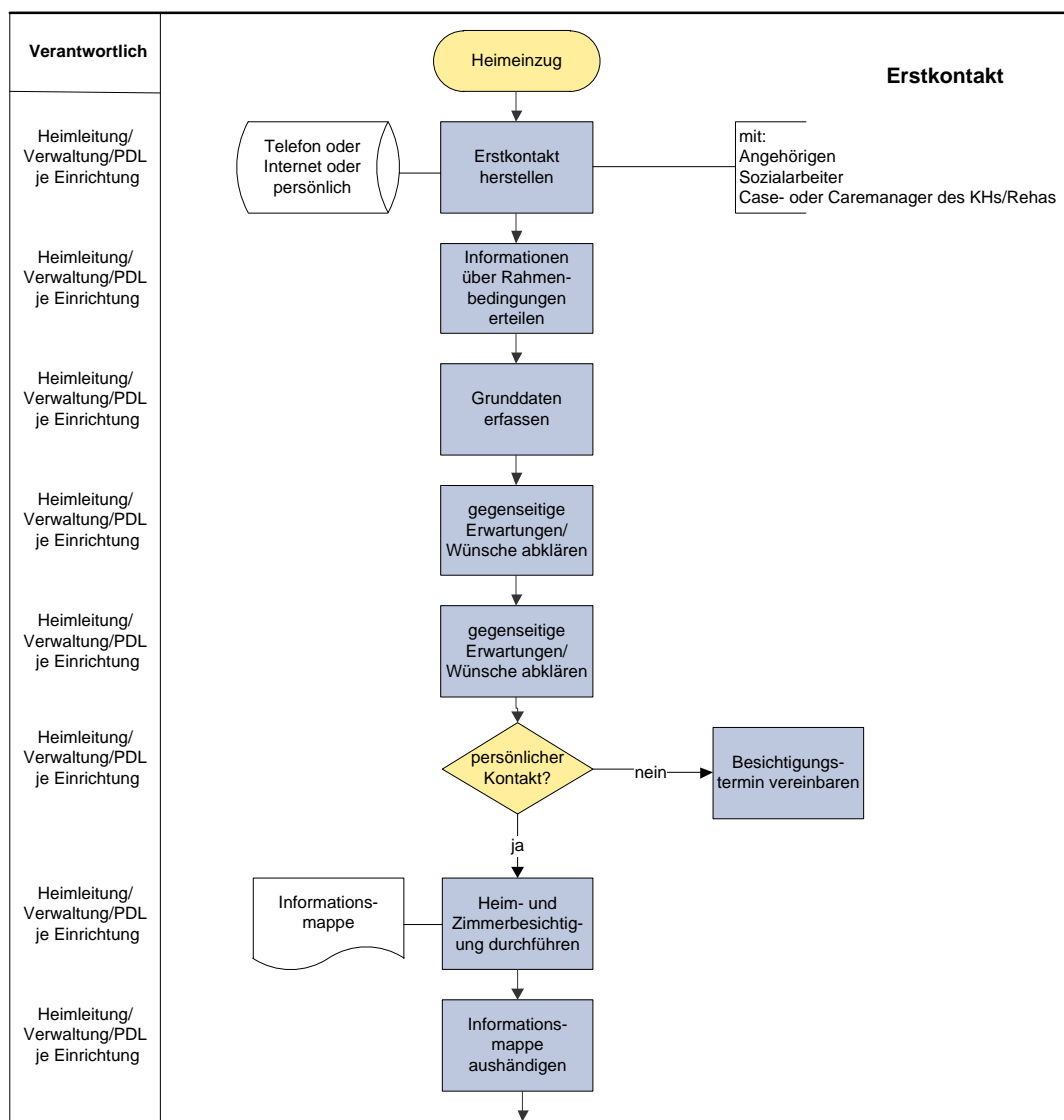 Verantwortlich
Heimeinzug
Erstkontakt
Heimleitung/
Verwaltung/PDL
je Einrichtung
Telefon oder
Internet oder
persönlich
Erstkontakt
herstellen
mit:
Angehörigen
Sozialarbeiter
Case- oder Caremanager des KHs/Rehas
Heimleitung/
Verwaltung/PDL
je Einrichtung
Informationen
über Rahmen-
bedingungen
erteilen
Heimleitung/
Verwaltung/PDL
je Einrichtung
Grunddaten
erfassen
Heimleitung/
Verwaltung/PDL
je Einrichtung
gegenseitige
Erwartungen/
Wünsche abklären
Heimleitung/
Verwaltung/PDL
je Einrichtung
gegenseitige
Erwartungen/
Wünsche abklären
Heimleitung/
Verwaltung/PDL
je Einrichtung
persönlicher
Kontakt?
nein
Besichtigungs-
termin vereinbaren
ja
Heimleitung/
Verwaltung/PDL
je Einrichtung
Informations-
mappe
Heim- und
Zimmerbesichtig-
ung durchführen
Heimleitung/
Verwaltung/PDL
je Einrichtung
Informations-
mappe
aushändigen